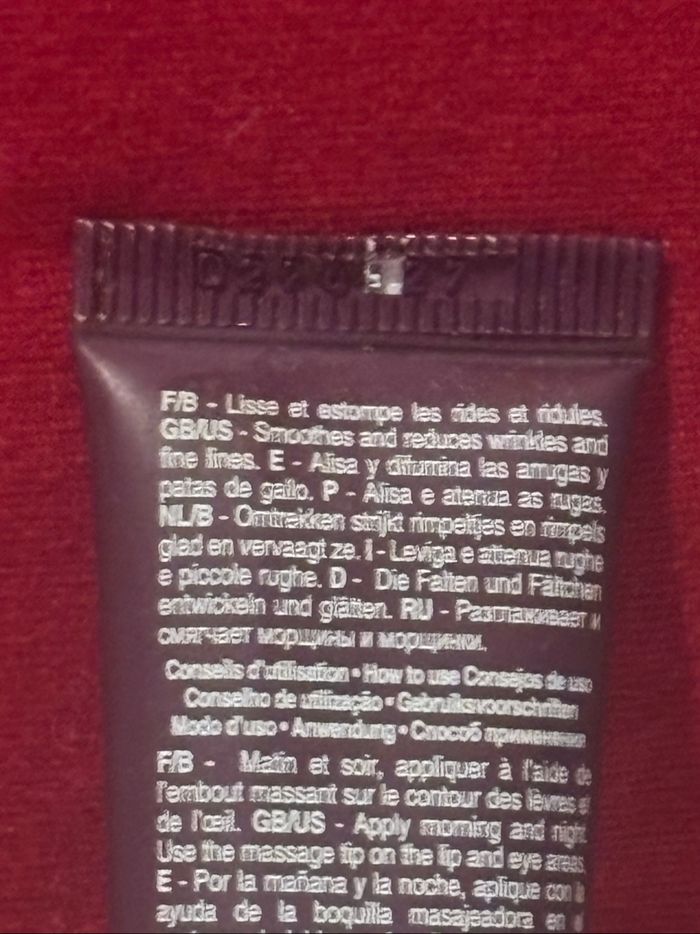 F/B - Lisse et estompe les rides et ridules.
GB/US - Smoothes and reduces wrinkles and
fine lines. E - Alisa y difumina las arrugas y
patas de gallo. P - Alisa e atenua as rugas.
NL/B - Omtrekken strijkt rimpeltjes en rimpels
glad en vervaagt ze. I - Leviga e attenua rughe
e piccole rughe. D - Die Falten und Fältchen
entwickeln und glätten. RU - Разглаживает и
смягчает морщины и морщинки.
Conseils d'utilisation • How to use Consejos de uso
Conselho de utilização • Gebruiksvoorschriften
Modo d'uso • Anwendung • Способ применения
F/B - Matin et soir, appliquer à l'aide de
l'embout massant sur le contour des lèvres et
de l'œil. GB/US - Apply morning and night.
Use the massage tip on the lip and eye areas.
E - Por la mañana y la noche, aplique con la
ayuda de la boquilla masajeadora en el